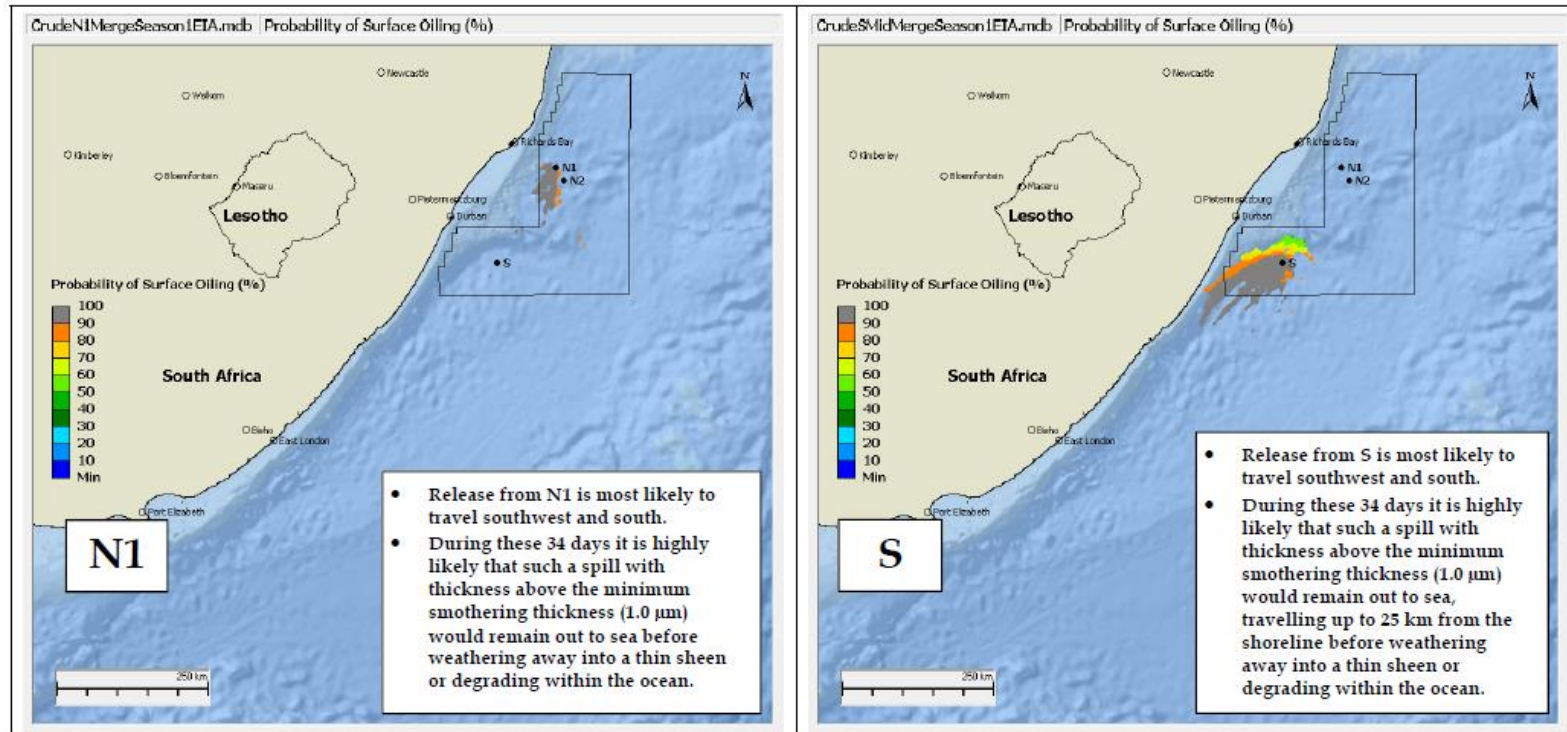 CrudeN1MergeSeason1EIA.mdb Probability of Surface Oiling (%)
N
Newcastle
Welkom
Richards Bay
Kimberley
N1
Bloemfontein
N2
Maseru
Pietermaritzburg
Lesotho
Durban
S
Probability of Surface Oiling (%)
100
90
80
70
60
50
40
30
20
10
Min
South Africa
Bisho
East London
Port Elizabeth
N1
• Release from N1 is most likely to
travel southwest and south.
• During these 34 days it is highly
likely that such a spill with
thickness above the minimum
smothering thickness (1.0 µm)
would remain out to sea before
weathering away into a thin sheen
or degrading within the ocean.
250 km
CrudeSMidMergeSeason1EIA.mdb Probability of Surface Oiling (%)
N
Newcastle
Welkom
Richards Bay
Kimberley
N1
Bloemfontein
N2
Maseru
Pietermaritzburg
Lesotho
Durban
S
Probability of Surface Oiling (%)
100
90
80
70
60
50
40
30
20
10
Min
South Africa
Bisho
East London
Port Elizabeth
S
• Release from S is most likely to
travel southwest and south.
• During these 34 days it is highly
likely that such a spill with
thickness above the minimum
smothering thickness (1.0 µm)
would remain out to sea,
travelling up to 25 km from the
shoreline before weathering
away into a thin sheen or
degrading within the ocean.
250 km